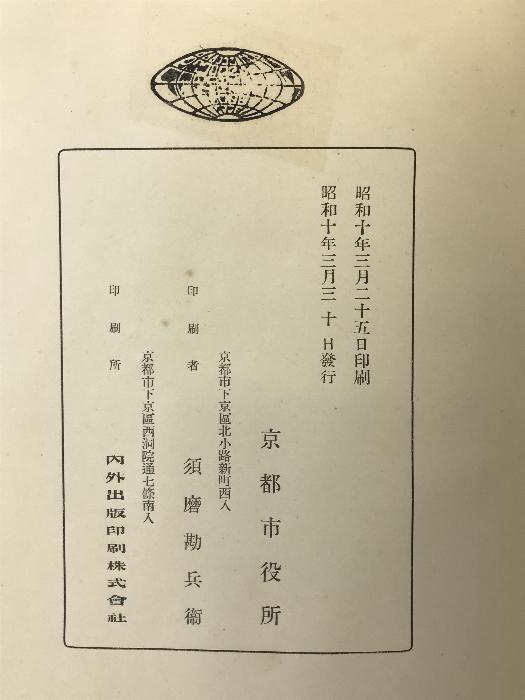 昭和十年三月二十五日印刷
昭和十年三月三十日發行
京都市役所
京都市下京區北小路新町西入
印刷者 須磨勘兵衞
京都市下京區西洞院通七條南入
印刷所 內外出版印刷株式會社